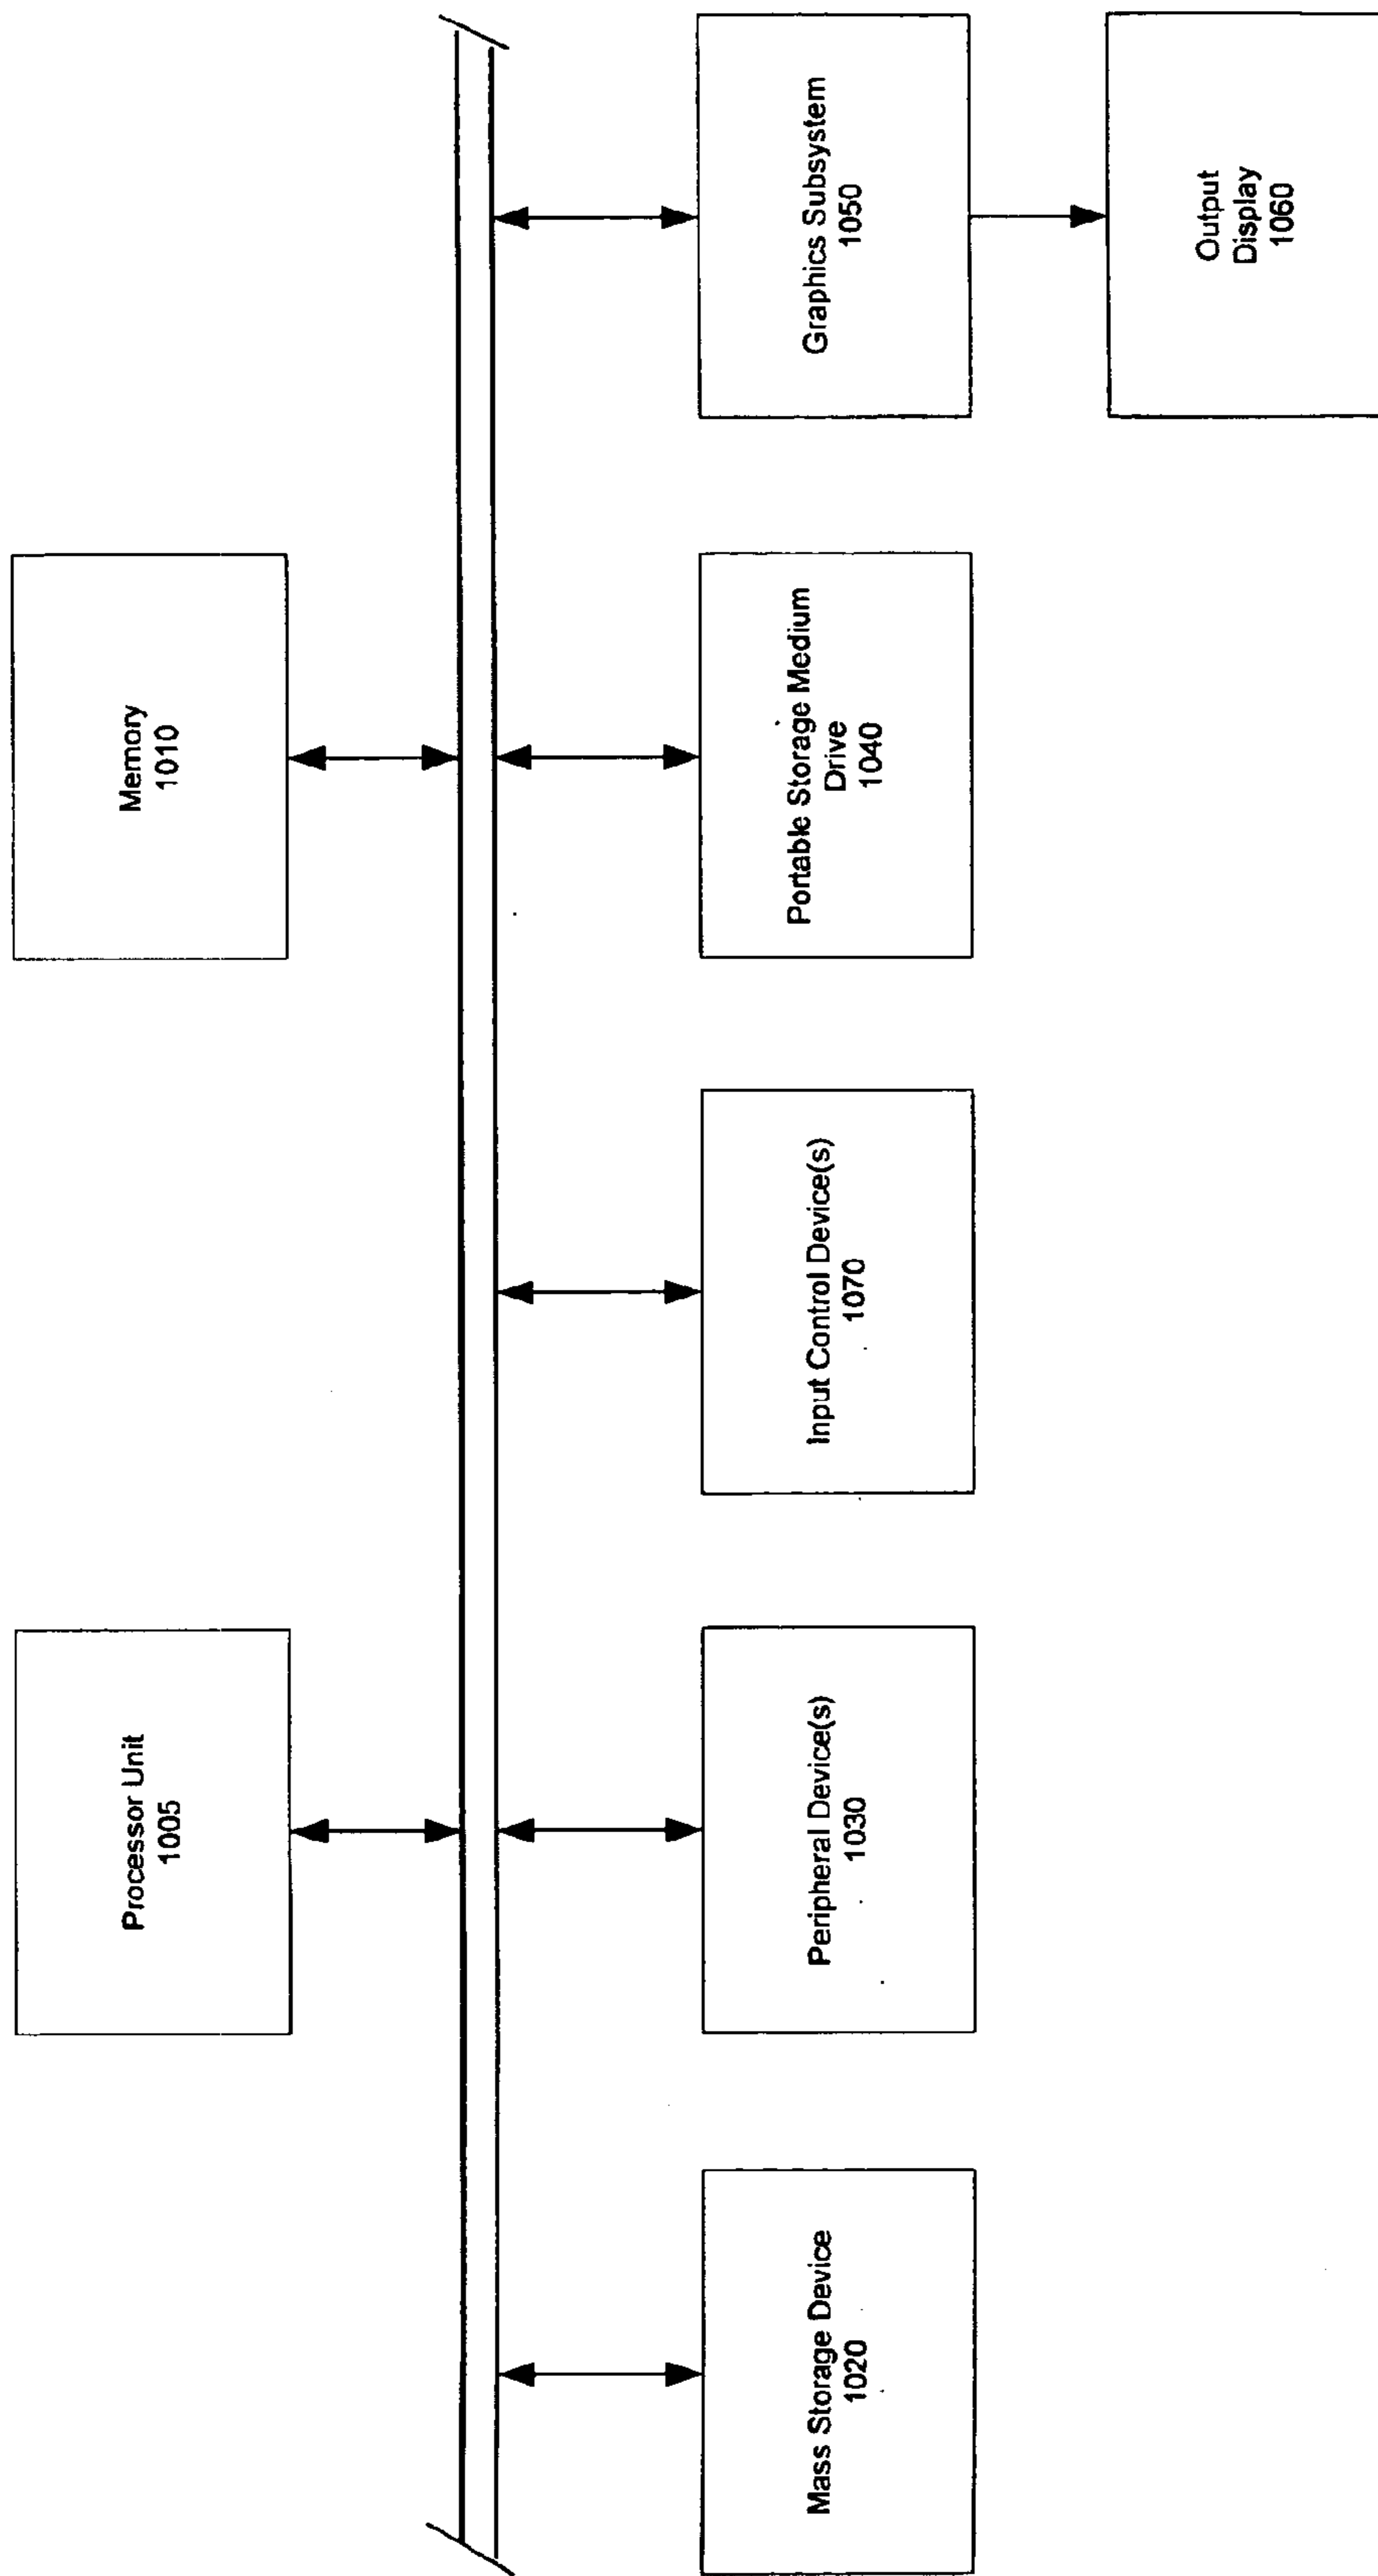 Processor Unit
1005
Memory
1010
Mass Storage Device
1020
Peripheral Device(s)
1030
Input Control Device(s)
1070
Portable Storage Medium
Drive
1040
Graphics Subsystem
1050
Output
Display
1060